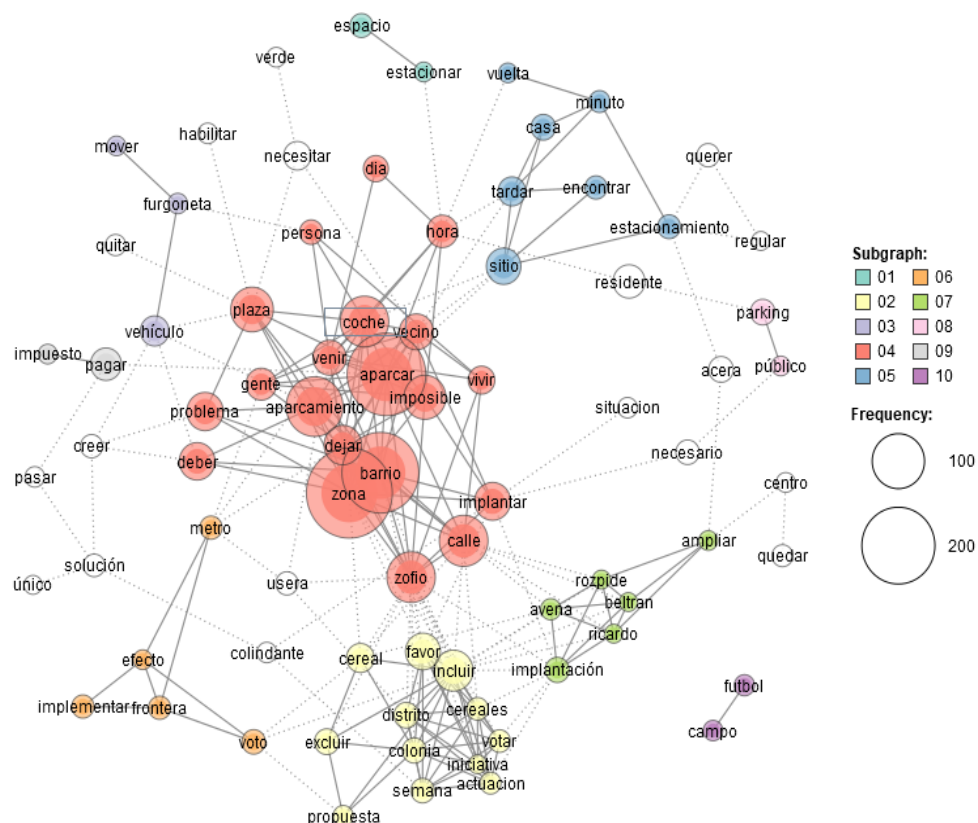 espacio
verde
estacionar
vuelta
minuto
casa
mover
habilitar
necesitar
querer
dia
tardar
encontrar
furgoneta
persona
hora
estacionamiento
quitar
regular
sitio
residente
Subgraph:
01 06
02 07
03 08
04 09
05 10
plaza
coche
vecino
parking
vehículo
impuesto
pagar
venir
aparcar
público
acera
gente
vivir
imposible
problema
aparcamiento
situacion
Frequency:
100
200
creer
dejar
deber
barrio
necesario
pasar
zona
implantar
centro
metro
calle
ampliar
quedar
solución
único
usera
zofio
rozpide
avena
beltran
ricardo
colindante
cereal
favor
incluir
implantación
efecto
futbol
implementar
frontera
distrito
cereales
campo
voto
excluir
colonia
votar
iniciativa
semana
actuacion
propuesta